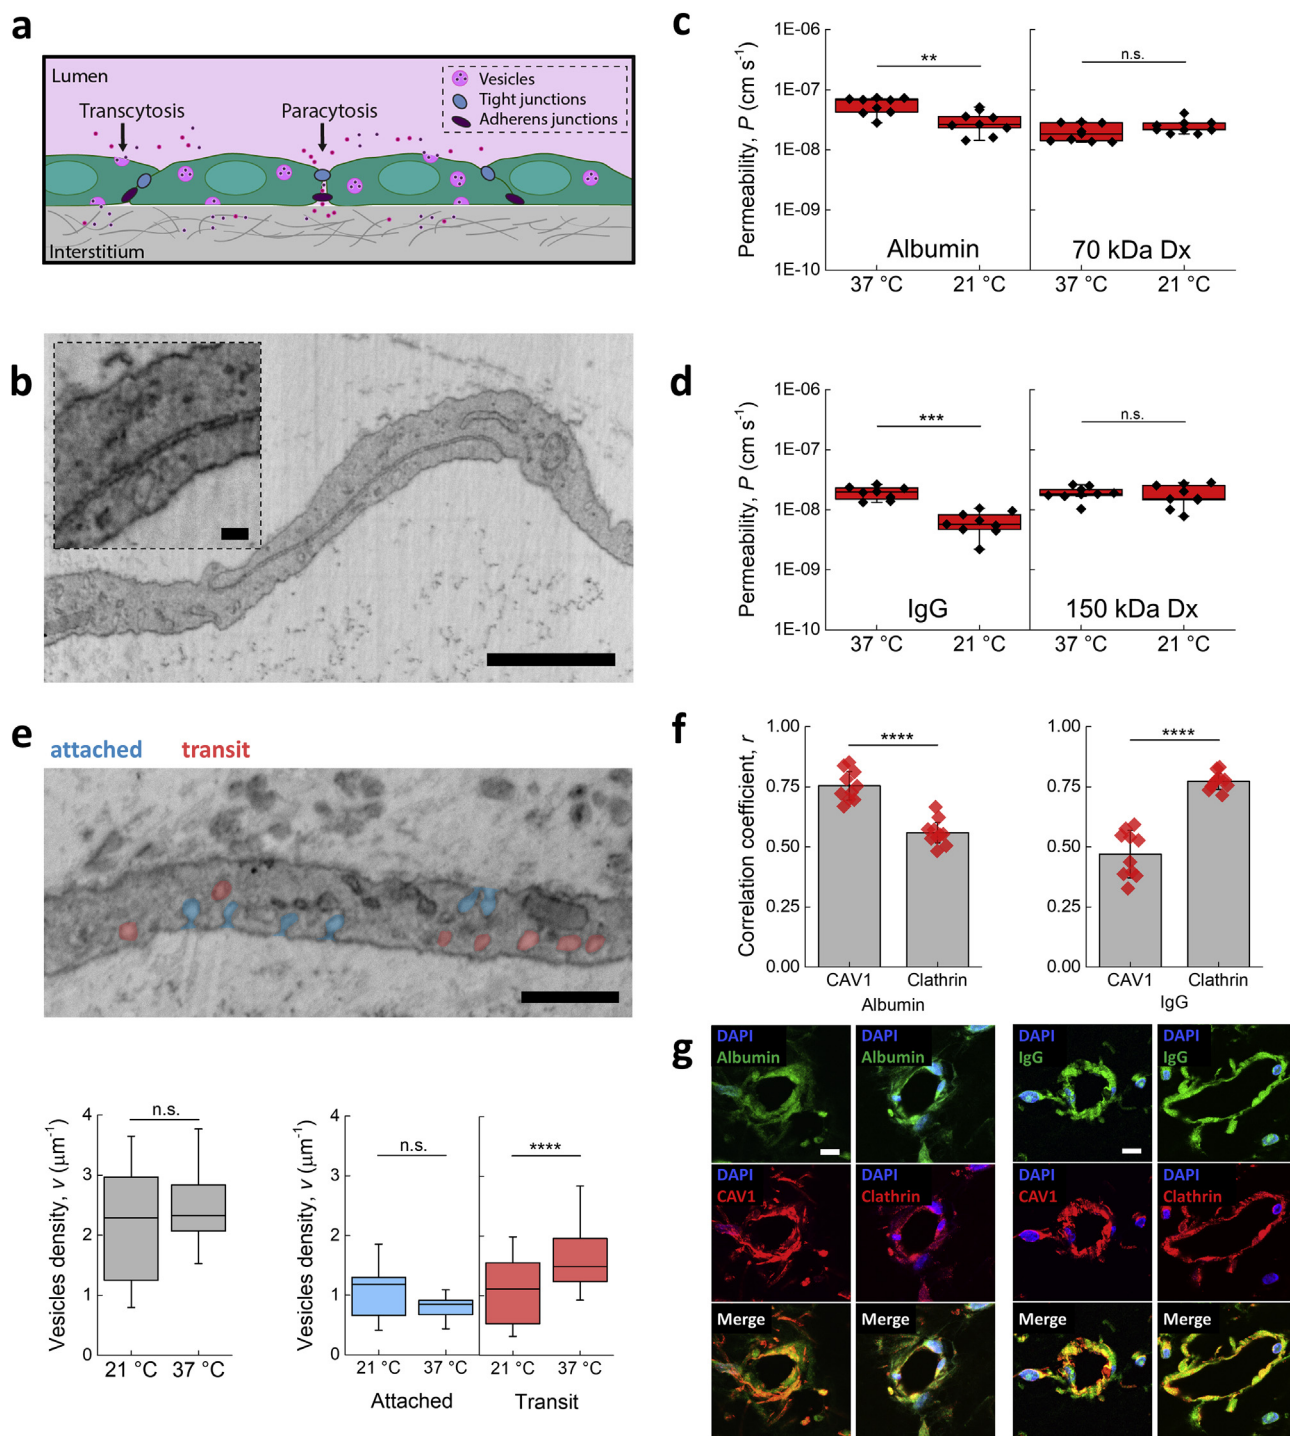 a
Lumen
Transcytosis
Paracytosis
Vesicles
Tight junctions
Adherens junctions
Interstitium
b
c
Permeability, P (cm s⁻¹)
1E-06
1E-07
1E-08
1E-09
1E-10
**
n.s.
Albumin
70 kDa Dx
37 °C
21 °C
37 °C
21 °C
d
Permeability, P (cm s⁻¹)
1E-06
1E-07
1E-08
1E-09
1E-10
***
n.s.
IgG
150 kDa Dx
37 °C
21 °C
37 °C
21 °C
e
attached transit
Vesicles density, v (µm⁻¹)
4
3
2
1
0
n.s.
21 °C
37 °C
Vesicles density, v (µm⁻¹)
4
3
2
1
0
n.s.
****
21 °C
37 °C
21 °C
37 °C
Attached
Transit
f
Correlation coefficient, r
1.00
0.75
0.50
0.25
0.00
****
CAV1
Clathrin
Albumin
1.00
0.75
0.50
0.25
0.00
****
CAV1
Clathrin
IgG
g
DAPI
Albumin
DAPI
Albumin
DAPI
IgG
DAPI
IgG
DAPI
CAV1
DAPI
Clathrin
DAPI
CAV1
DAPI
Clathrin
Merge
Merge
Merge
Merge